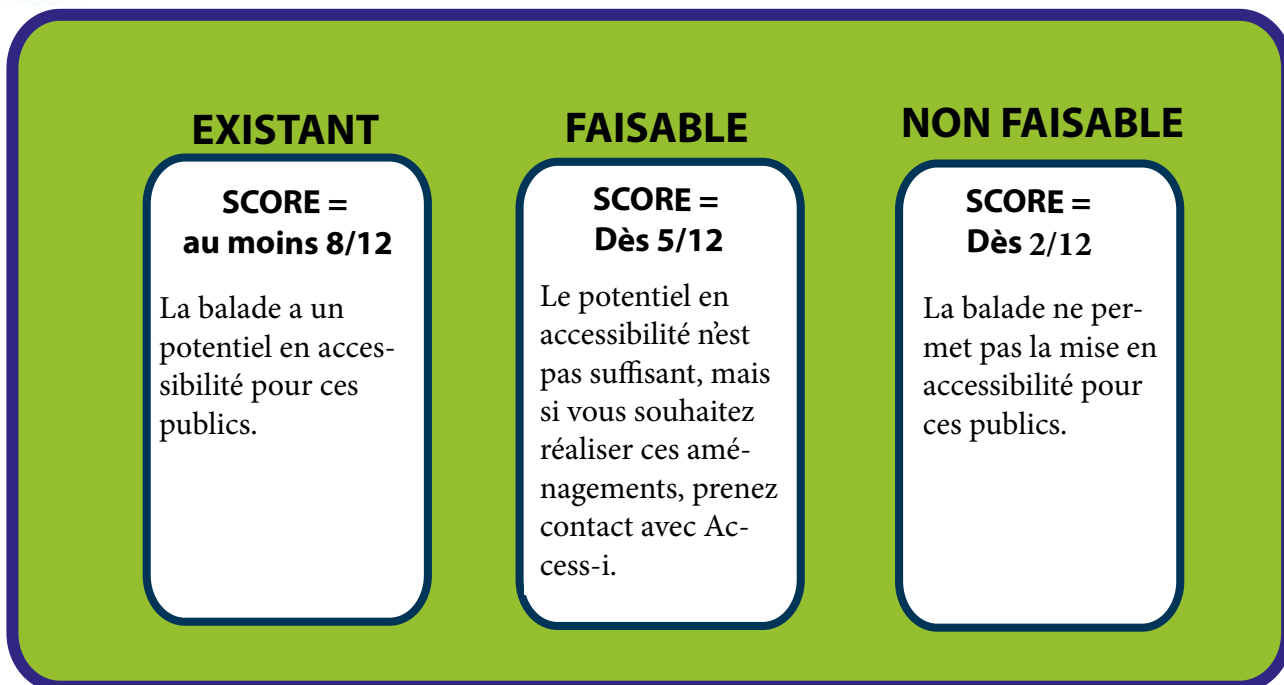 EXISTANT
SCORE =
au moins 8/12
La balade a un
potentiel en acces-
sibilité pour ces
publics.
FAISABLE
SCORE =
Dès 5/12
Le potentiel en
accessibilité n'est
pas suffisant, mais
si vous souhaitez
réaliser ces amé-
nagements, prenez
contact avec Ac-
cess-i.
NON FAISABLE
SCORE =
Dès 2/12
La balade ne per-
met pas la mise en
accessibilité pour
ces publics.